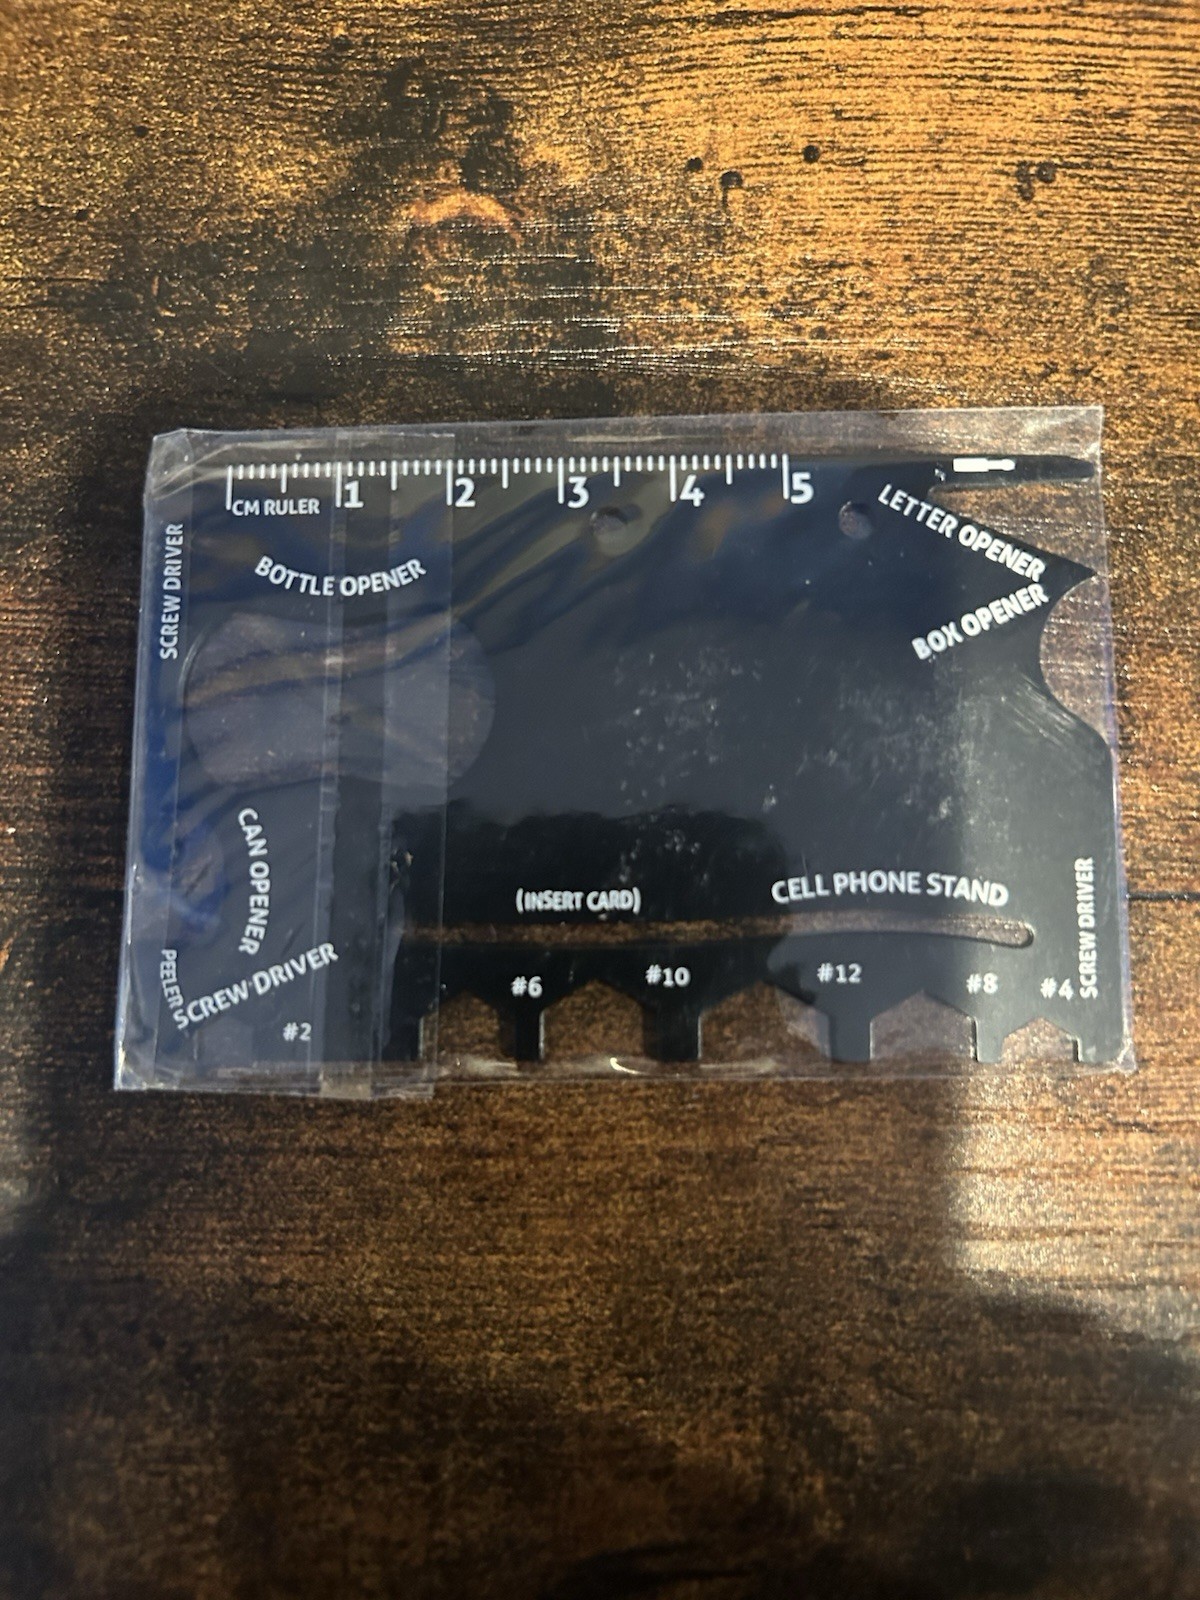 CM RULER
1 2 3 4 5
LETTER OPENER
SCREW DRIVER
BOTTLE OPENER
BOX OPENER
CAN OPENER
(INSERT CARD)
CELL PHONE STAND
SCREW DRIVER
PEELER
SCREW DRIVER
#2
#6
#10
#12
#8
#4